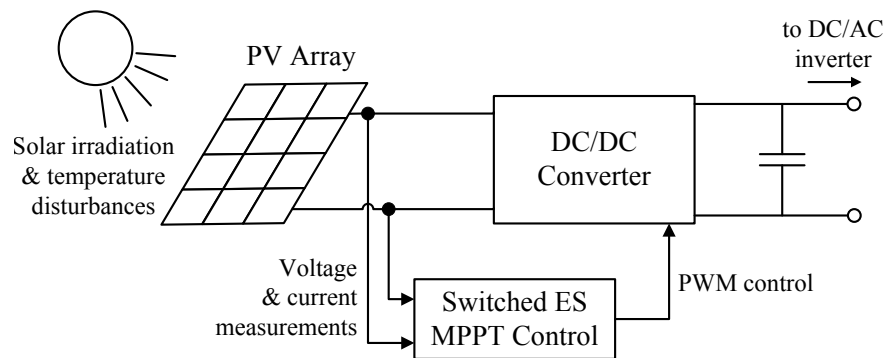 to DC/AC
inverter
PV Array
Solar irradiation
& temperature
disturbances
DC/DC
Converter
Voltage
& current
measurements
Switched ES
MPPT Control
PWM control